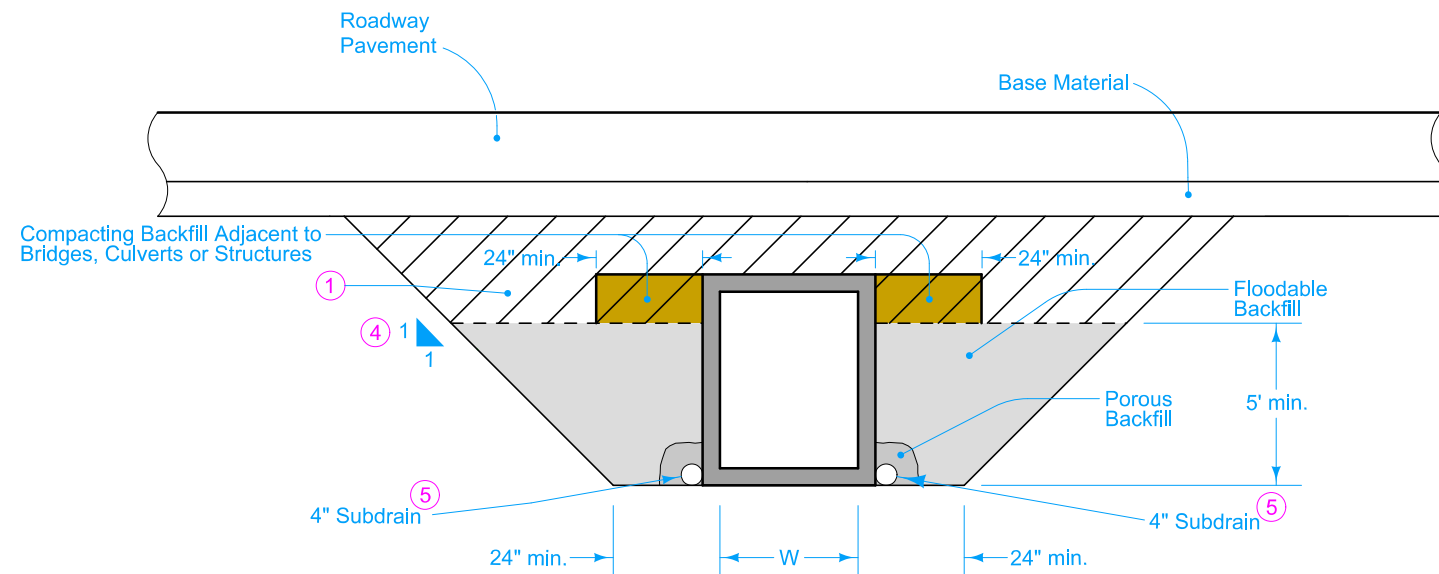 Roadway
Pavement
Base Material
Compacting Backfill Adjacent to
Bridges, Culverts or Structures
24" min.
24" min.
1
Floodable
Backfill
4
1
1
Porous
Backfill
5' min.
5
4" Subdrain
5
4" Subdrain
24" min.
W
24" min.